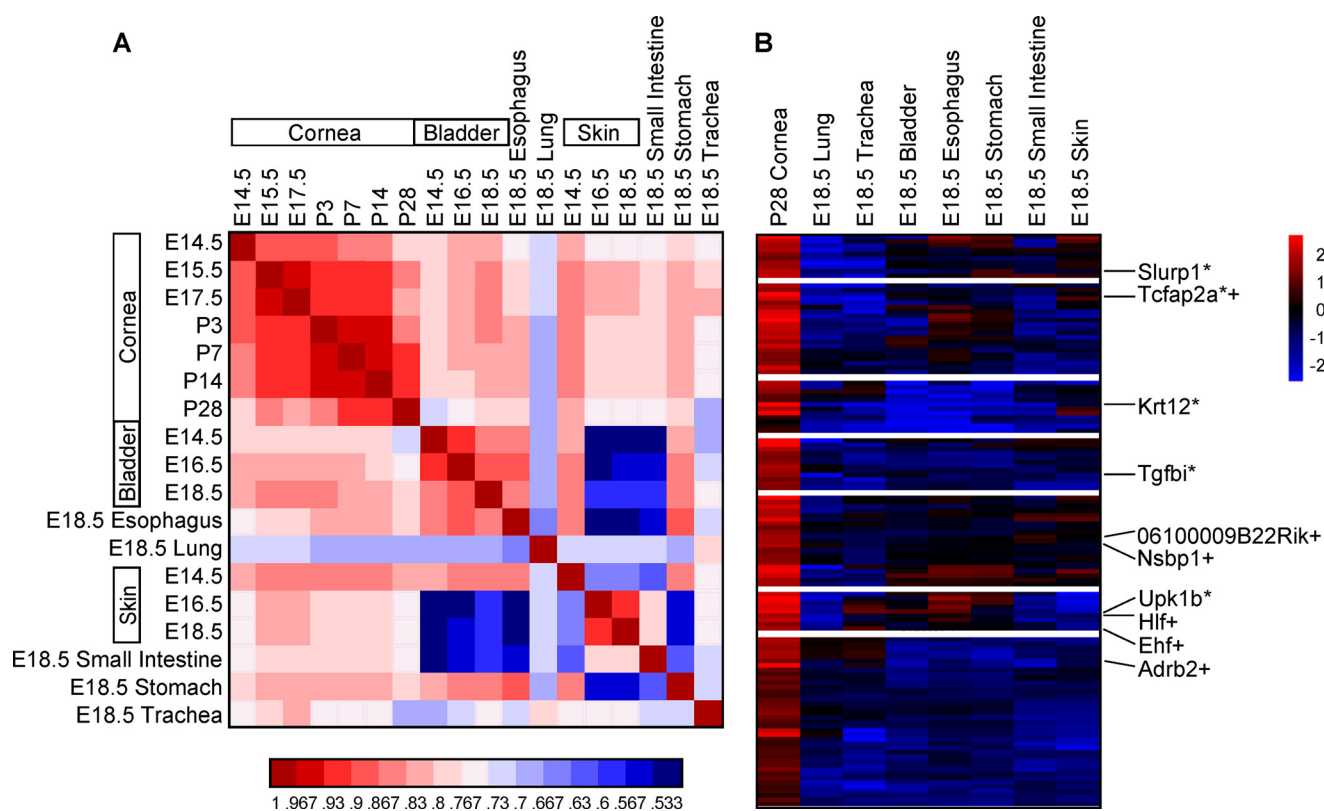 A
B
Cornea
Bladder
E18.5 Esophagus
E18.5 Lung
Skin
E18.5 Small Intestine
E18.5 Stomach
E18.5 Trachea
E14.5
E15.5
E17.5
P3
P7
P14
P28
E14.5
E16.5
E18.5
E14.5
E16.5
E18.5
P28 Cornea
E18.5 Lung
E18.5 Trachea
E18.5 Bladder
E18.5 Esophagus
E18.5 Stomach
E18.5 Small Intestine
E18.5 Skin
Cornea
Bladder
Skin
E14.5
E15.5
E17.5
P3
P7
P14
P28
E14.5
E16.5
E18.5
E18.5 Esophagus
E18.5 Lung
E14.5
E16.5
E18.5
E18.5 Small Intestine
E18.5 Stomach
E18.5 Trachea
1 .967 .93 .9 .867 .83 .8 .767 .73 .7 .667 .63 .6 .567 .533
Slurp1*
Tcfap2a*+
Krt12*
Tgfbi*
06100009B22Rik+
Nsbp1+
Upk1b*
Hlf+
Ehf+
Adrb2+
2
1
0
-1
-2